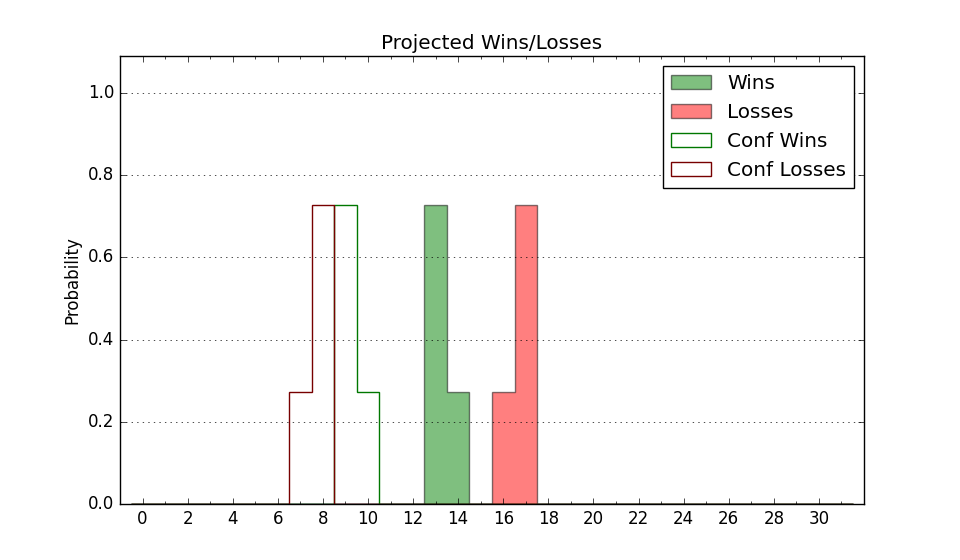 Projected Wins/Losses
Wins
Losses
Conf Wins
Conf Losses
Probability
1.0
0.8
0.6
0.4
0.2
0.0
0 2 4 6 8 10 12 14 16 18 20 22 24 26 28 30